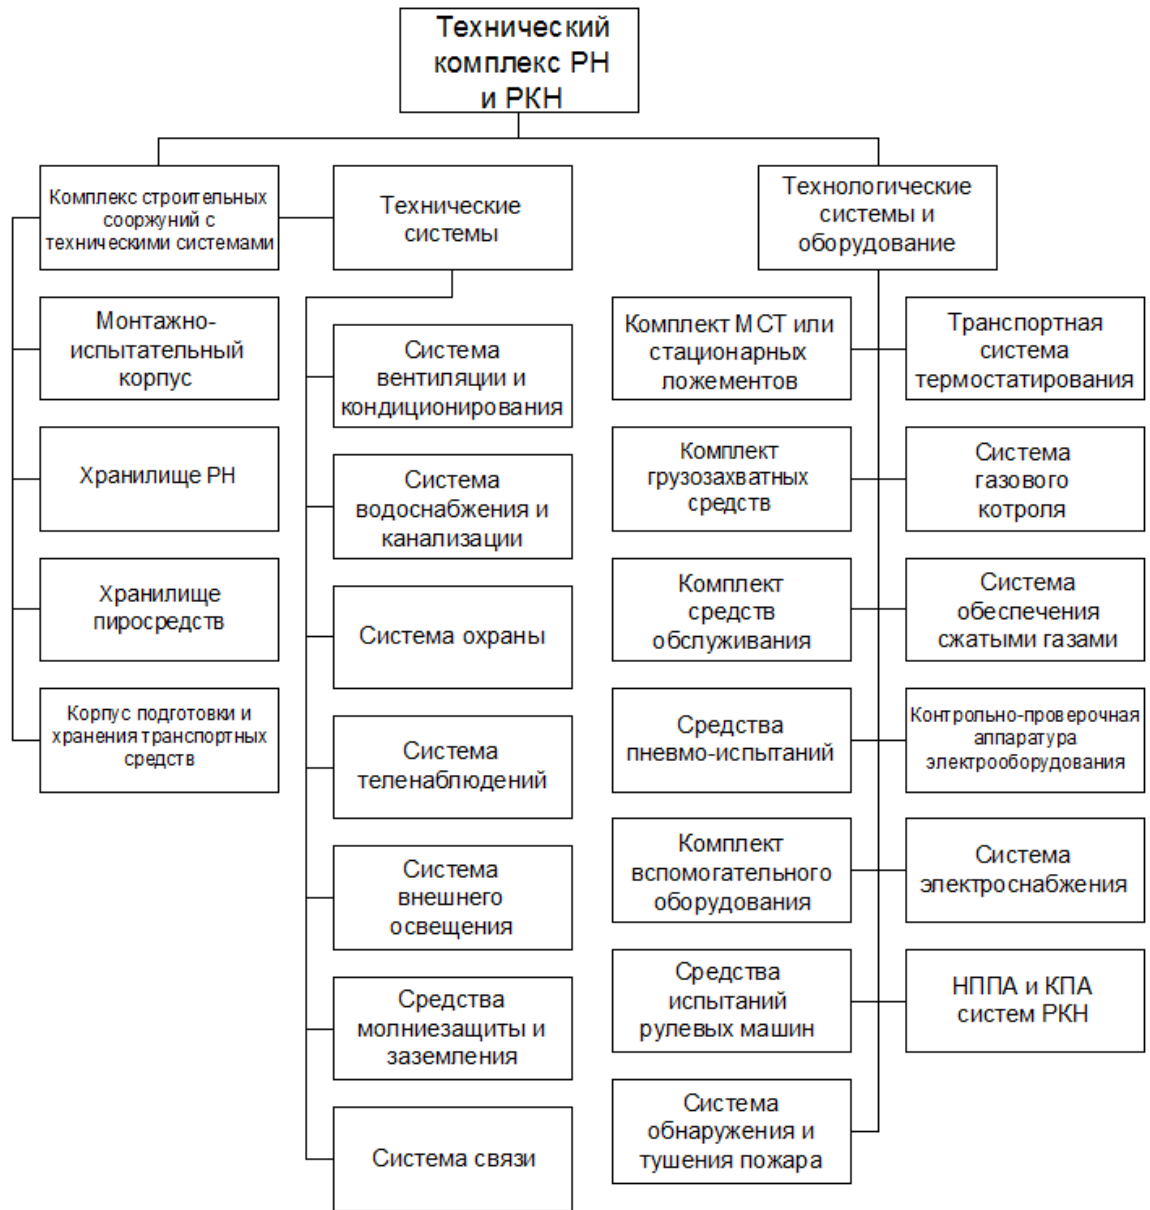 Технический
комплекс РН
и РКН
Комплекс строительных
сооржуний с
техническими системами
Монтажно-
испытательный
корпус
Хранилище РН
Хранилище
пиросредств
Корпус подготовки и
хранения транспортных
средств
Технические
системы
Система
вентиляции и
кондиционирования
Система
водоснабжения и
канализации
Система охраны
Система
теленаблюдений
Система
внешнего
освещения
Средства
молниезащиты и
заземления
Система связи
Технологические
системы и
оборудование
Комплект МСТ или
стационарных
ложементов
Комплект
грузозахватных
средств
Комплект
средств
обслуживания
Средства
пневмо-испытаний
Комплект
вспомогательного
оборудования
Средства
испытаний
рулевых машин
Система
обнаружения и
тушения пожара
Транспортная
система
термостатирования
Система
газового
котроля
Система
обеспечения
сжатыми газами
Контрольно-проверочная
аппаратура
электрооборудования
Система
электроснабжения
НППА и КПА
систем РКН